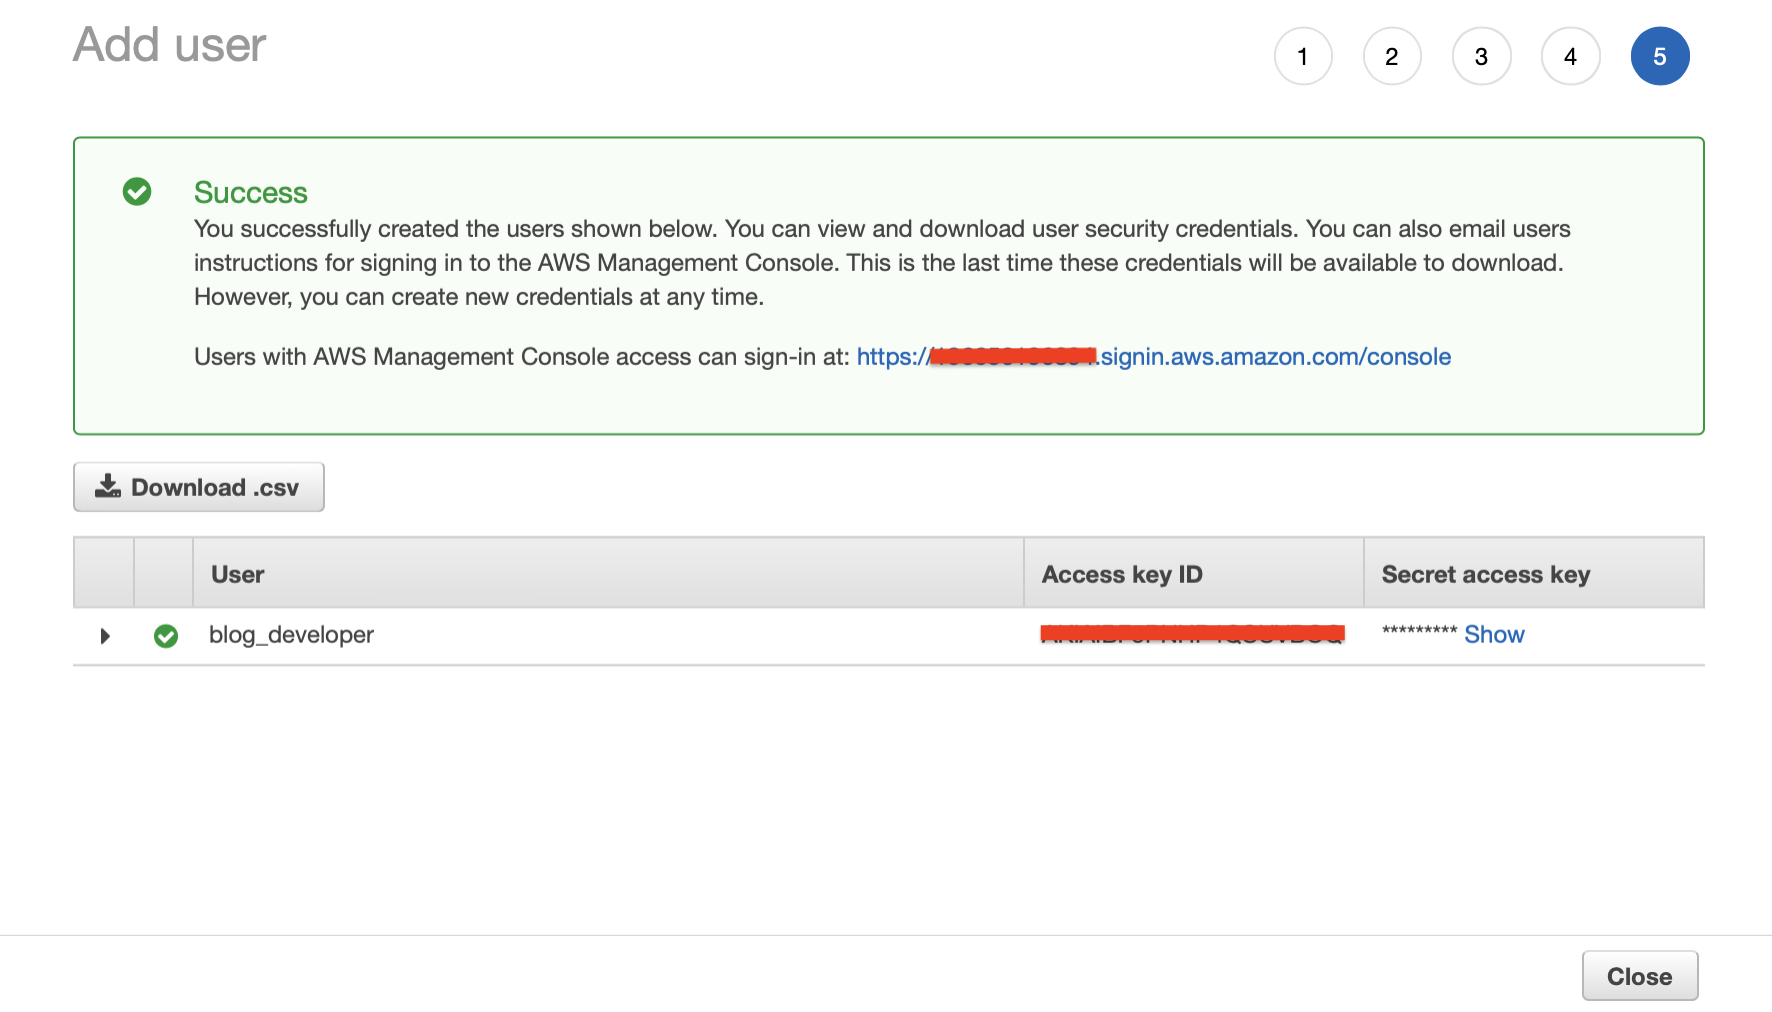 Add user
1 2 3 4 5
Success
You successfully created the users shown below. You can view and download user security credentials. You can also email users
instructions for signing in to the AWS Management Console. This is the last time these credentials will be available to download.
However, you can create new credentials at any time.
Users with AWS Management Console access can sign-in at: https:// .signin.aws.amazon.com/console
Download .csv
User Access key ID Secret access key
blog_developer ********* Show
Close